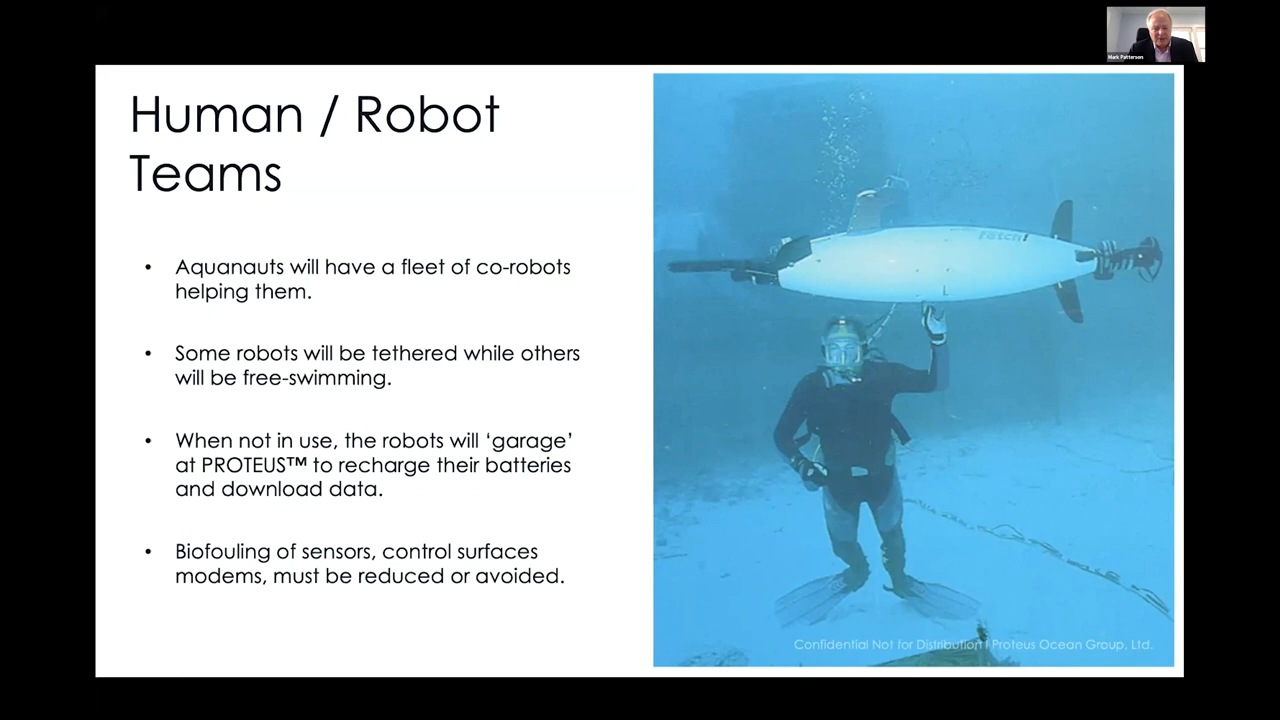 Mark Patterson
Human / Robot
Teams
• Aquanauts will have a fleet of co-robots
helping them.
• Some robots will be tethered while others
will be free-swimming.
• When not in use, the robots will ‘garage’
at PROTEUS™ to recharge their batteries
and download data.
• Biofouling of sensors, control surfaces
modems, must be reduced or avoided.
Fetch!
Confidential Not for Distribution | Proteus Ocean Group, Ltd.